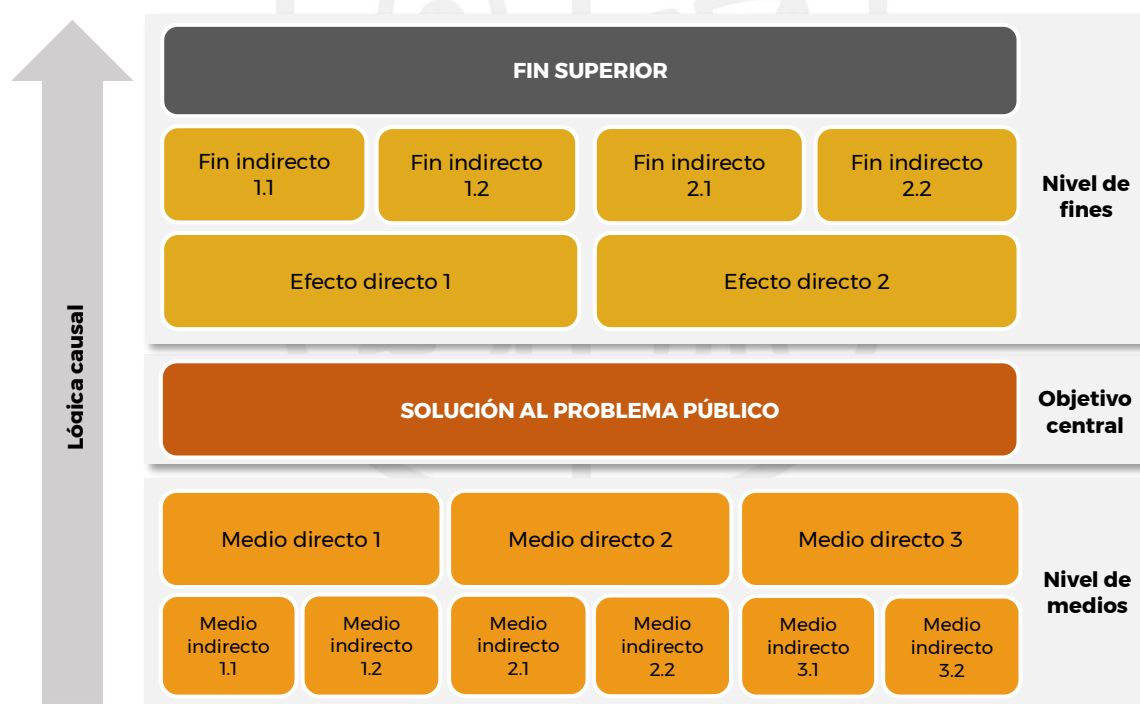 FIN SUPERIOR
Fin indirecto
1.1
Fin indirecto
1.2
Fin indirecto
2.1
Fin indirecto
2.2
Nivel de
fines
Efecto directo 1
Efecto directo 2
Lógica causal
SOLUCIÓN AL PROBLEMA PÚBLICO
Objetivo
central
Medio directo 1
Medio directo 2
Medio directo 3
Nivel de
medios
Medio
indirecto
1.1
Medio
indirecto
1.2
Medio
indirecto
2.1
Medio
indirecto
2.2
Medio
indirecto
3.1
Medio
indirecto
3.2